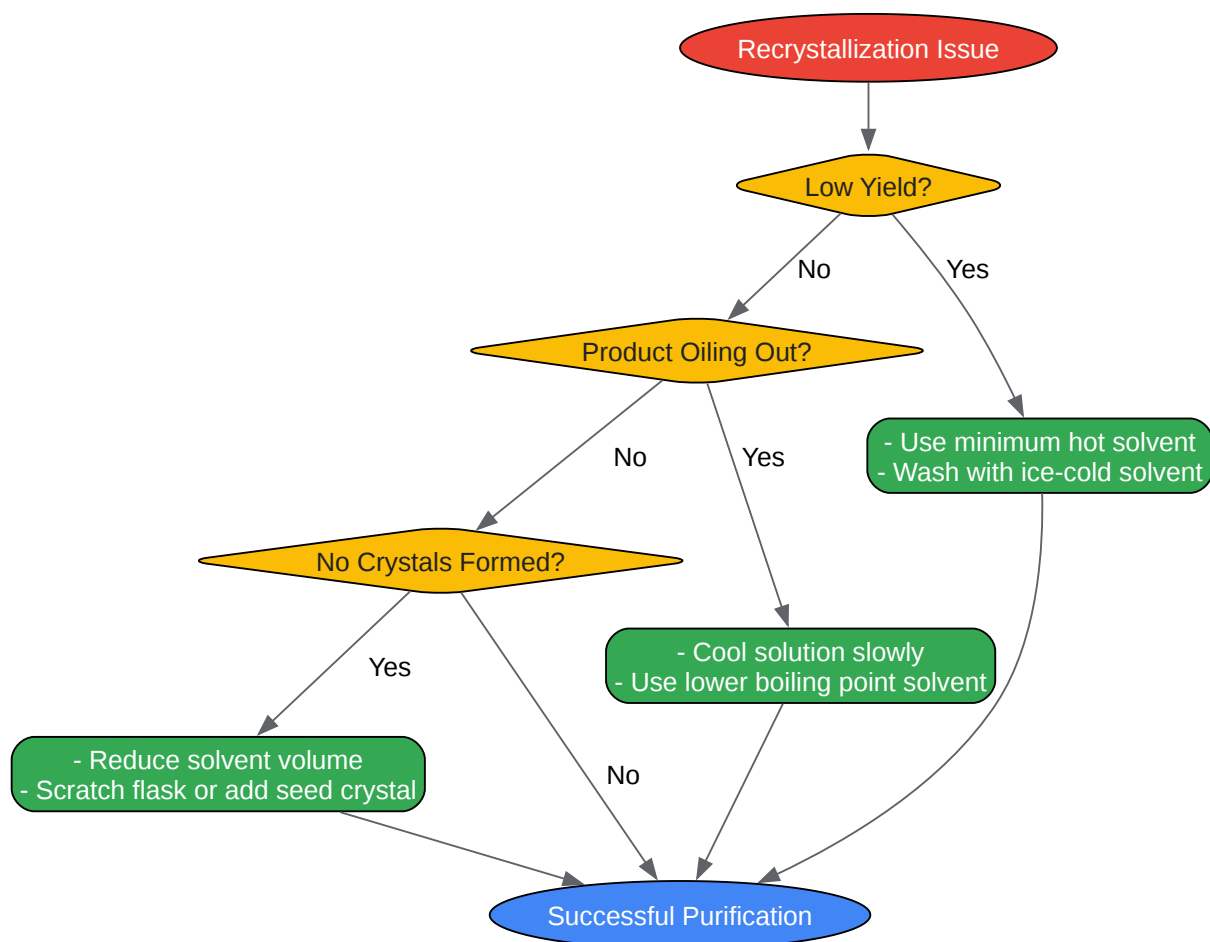 Recrystallization Issue
Low Yield?
No
Yes
Product Oiling Out?
- Use minimum hot solvent
- Wash with ice-cold solvent
No
Yes
No Crystals Formed?
- Cool solution slowly
- Use lower boiling point solvent
Yes
- Reduce solvent volume
- Scratch flask or add seed crystal
No
Successful Purification